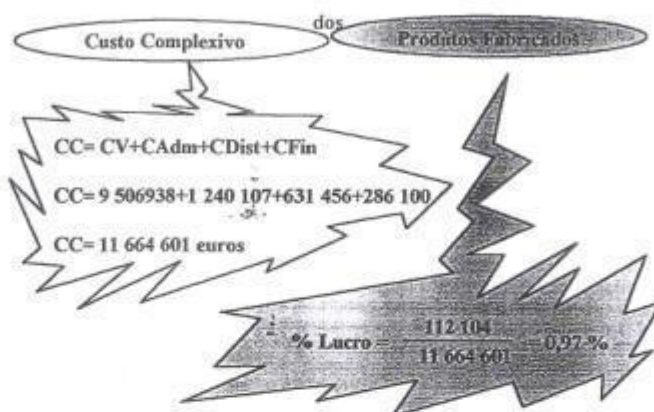 Custo Complexivo dos Produtos Fabricados
CC= CV+CAdm+CDist+CFin
CC= 9 506938+1 240 107+631 456+286 100
CC= 11 664 601 euros
112 104
% Lucro = 0,97 %
11 664 601